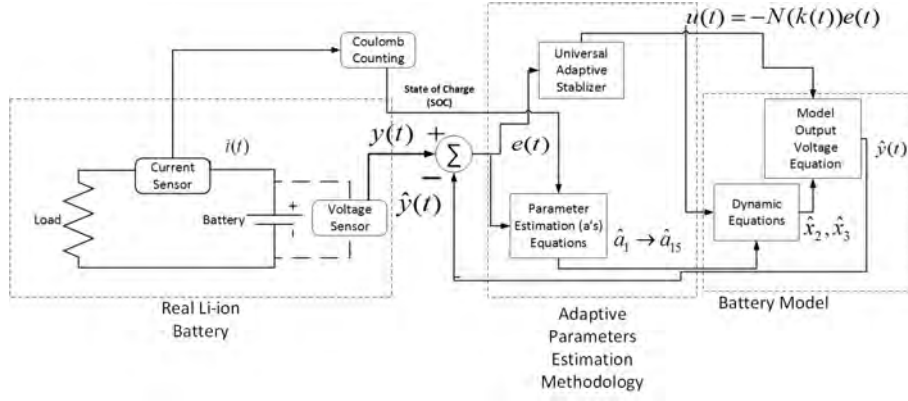 u(t) = −N(k(t))e(t)
Coulomb
Counting
Universal
Adaptive
Stablizer
State of Charge
(SOC)
Model
Output
Voltage
Equation
y(t)
+
Σ
−
e(t)
ŷ(t)
i(t)
Current
Sensor
Load
Battery
+
-
Voltage
Sensor
ŷ(t)
Parameter
Estimation (a's)
Equations
â₁ → â₁₅
Dynamic
Equations
x̂₂, x̂₃
Real Li-ion
Battery
Adaptive
Parameters
Estimation
Methodology
Battery Model